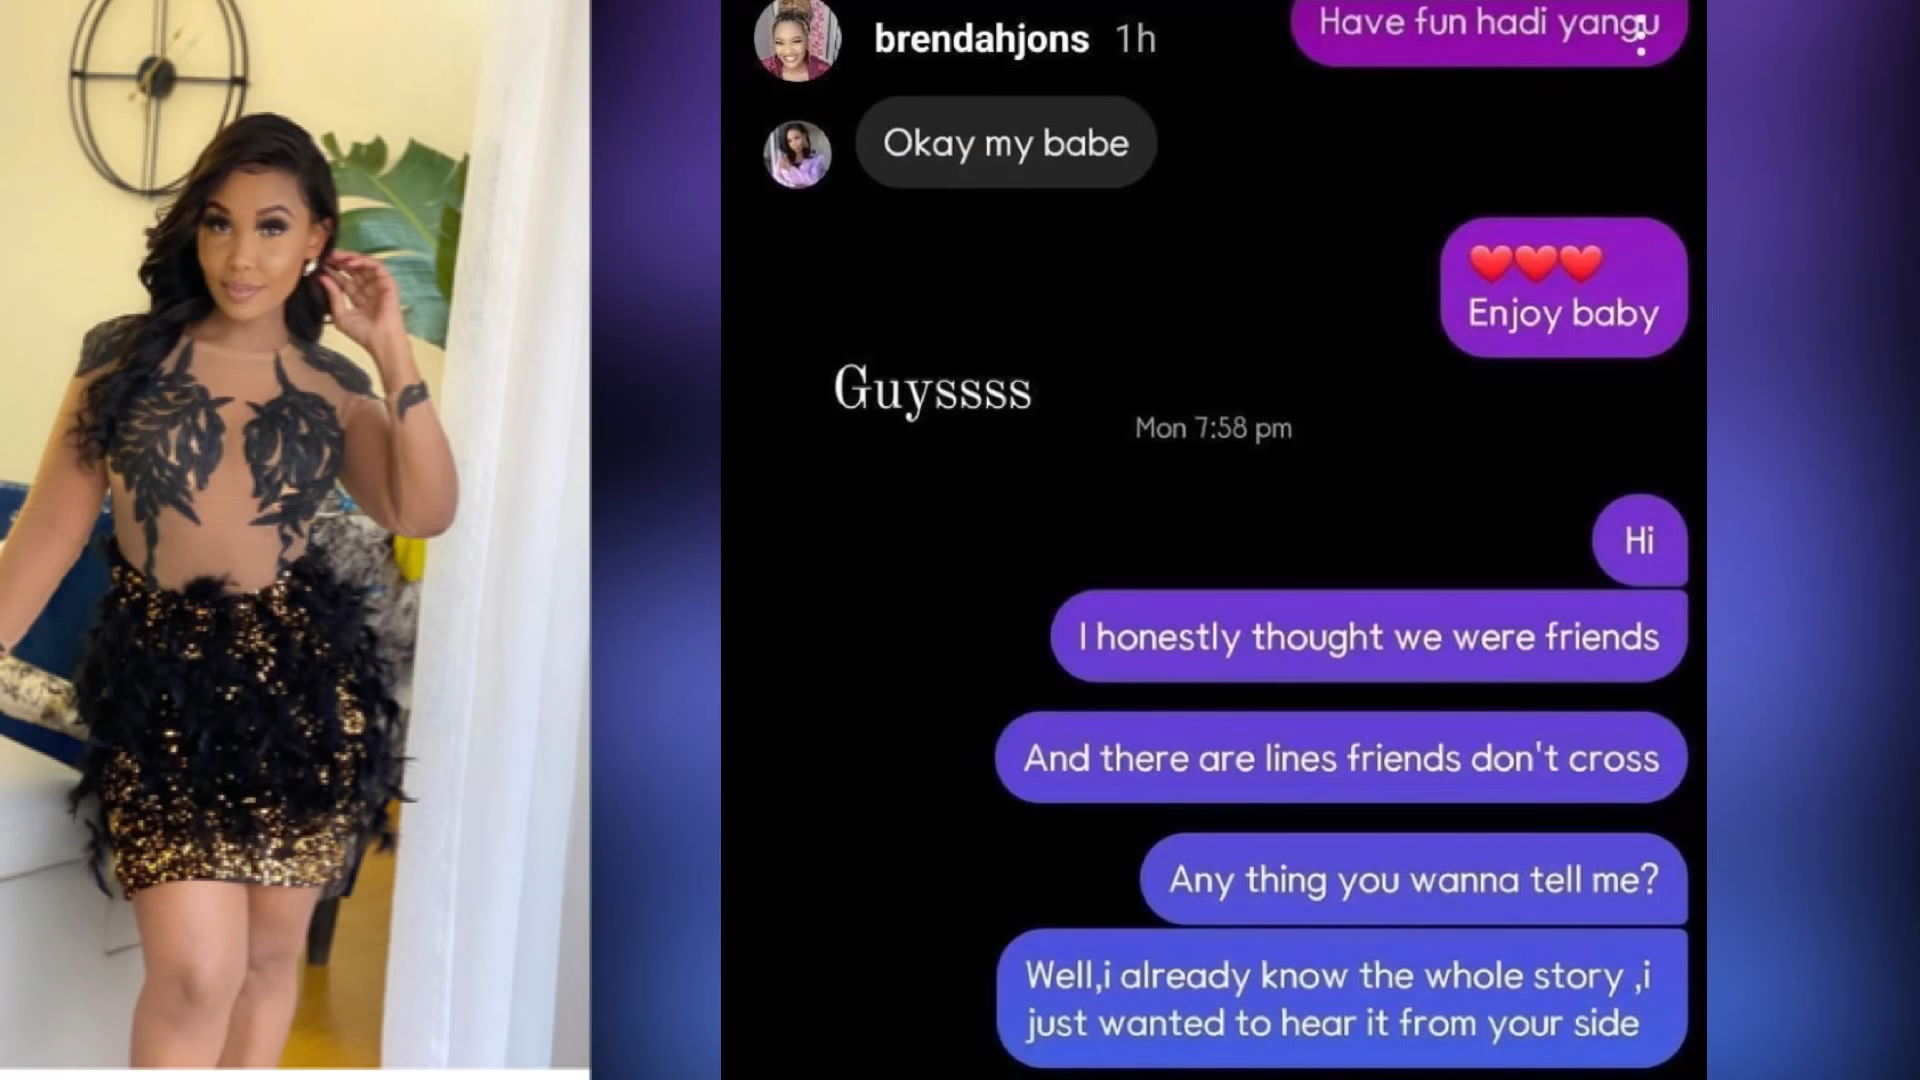 brendahjons 1h
Have fun hadi yangu
Okay my babe
❤️❤️❤️
Enjoy baby
Guyssss
Mon 7:58 pm
Hi
I honestly thought we were friends
And there are lines friends don't cross
Any thing you wanna tell me?
Well,i already know the whole story ,i
just wanted to hear it from your side